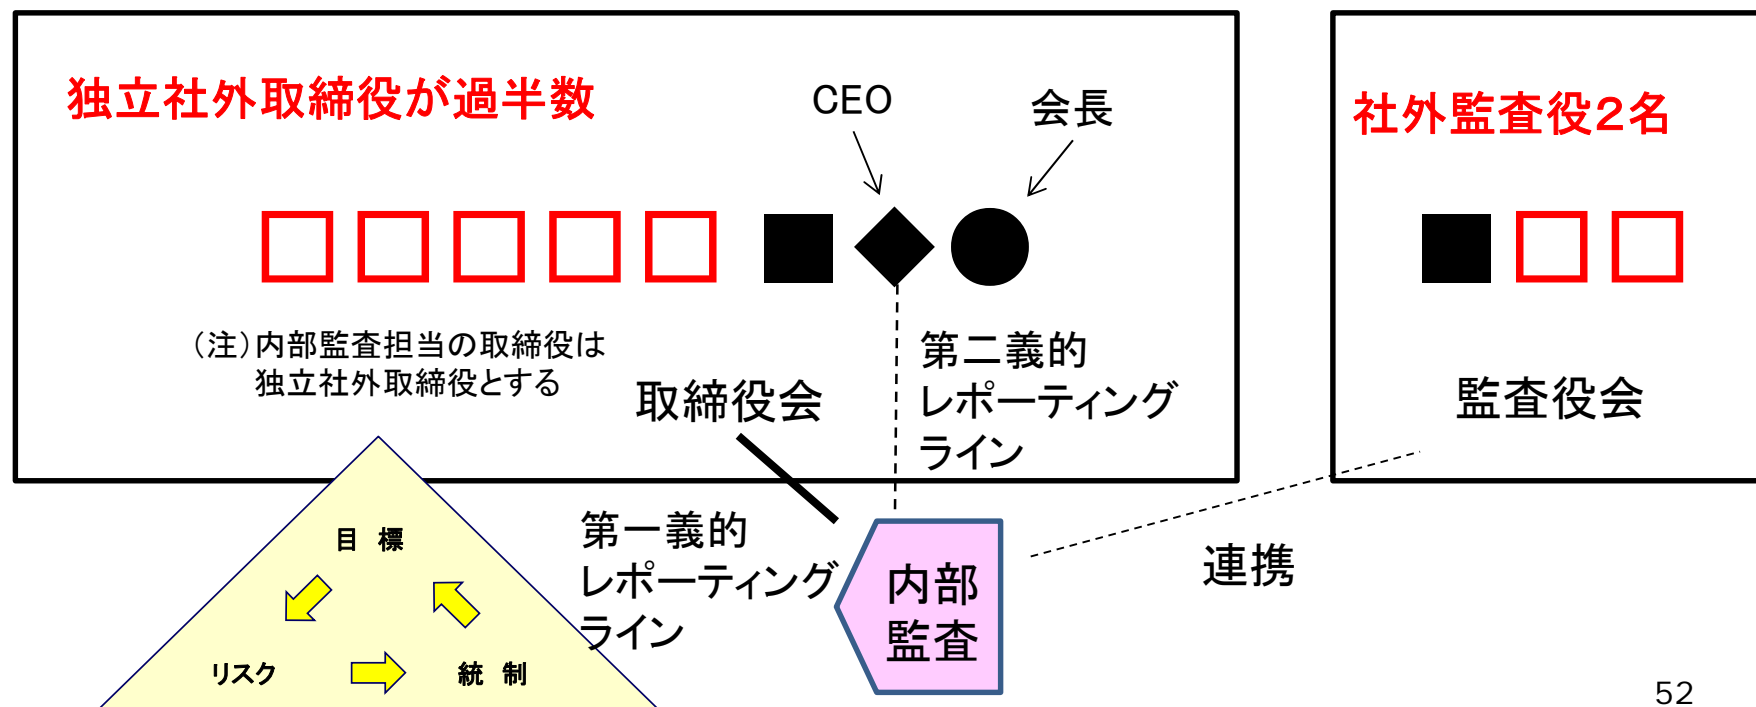 独立社外取締役が過半数
CEO
会長
(注)内部監査担当の取締役は
独立社外取締役とする
取締役会
第二義的
レポーティング
ライン
社外監査役2名
監査役会
第一義的
レポーティング
ライン
内部
監査
連携
目 標
リスク
統 制
52